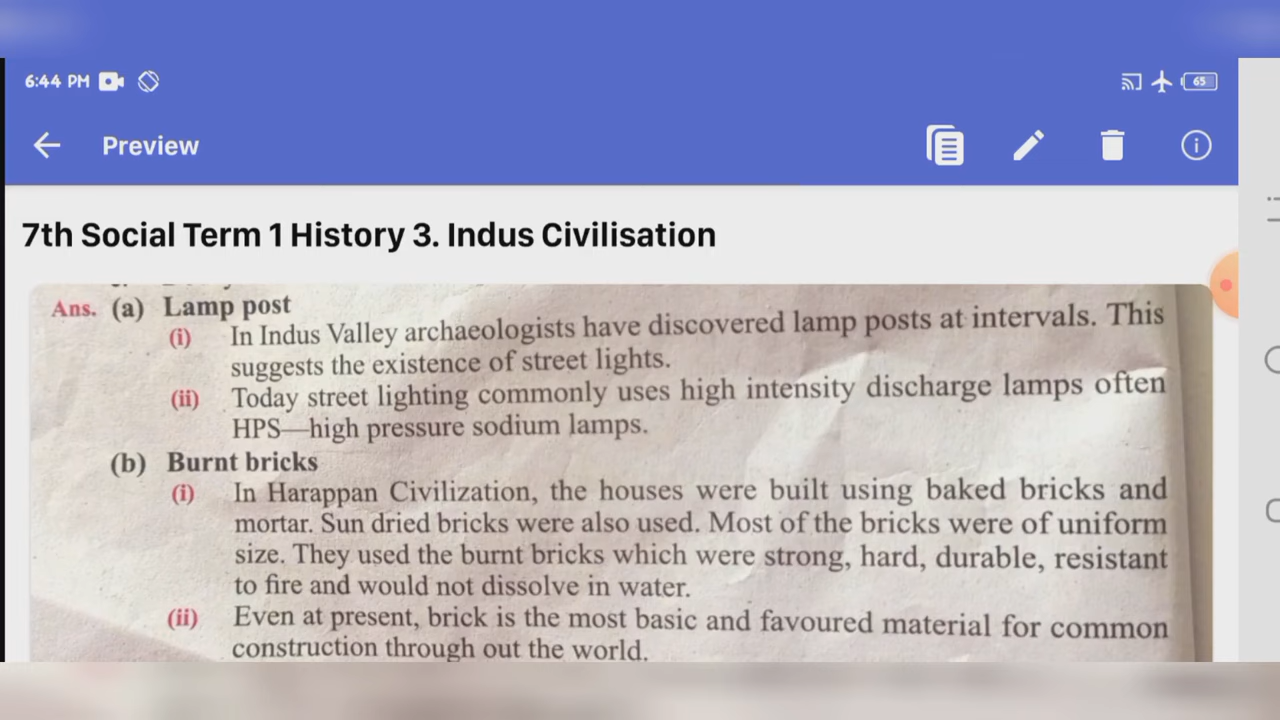 6:44 PM
65
Preview
7th Social Term 1 History 3. Indus Civilisation
Ans. (a) Lamp post
(i) In Indus Valley archaeologists have discovered lamp posts at intervals. This
suggests the existence of street lights.
(ii) Today street lighting commonly uses high intensity discharge lamps often
HPS—high pressure sodium lamps.
(b) Burnt bricks
(i) In Harappan Civilization, the houses were built using baked bricks and
mortar. Sun dried bricks were also used. Most of the bricks were of uniform
size. They used the burnt bricks which were strong, hard, durable, resistant
to fire and would not dissolve in water.
(ii) Even at present, brick is the most basic and favoured material for common
construction through out the world.